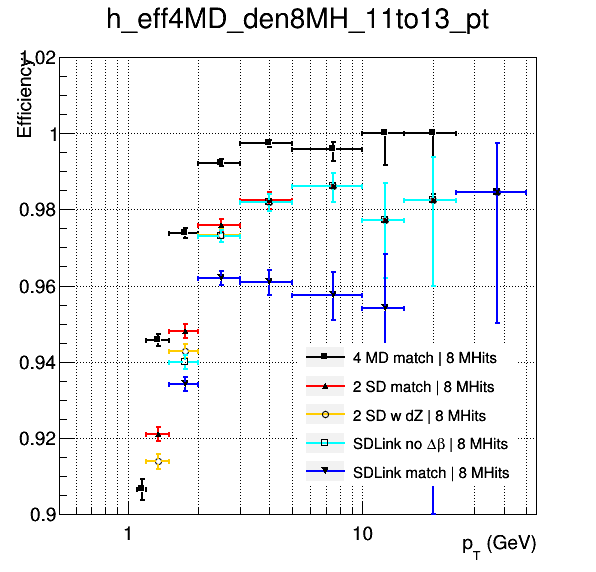 h_eff4MD_den8MH_11to13_pt
Efficiency
1.02
1
0.98
0.96
0.94
0.92
0.9
4 MD match | 8 MHits
2 SD match | 8 MHits
2 SD w dZ | 8 MHits
SDLink no Δβ | 8 MHits
SDLink match | 8 MHits
1
10
p_T (GeV)